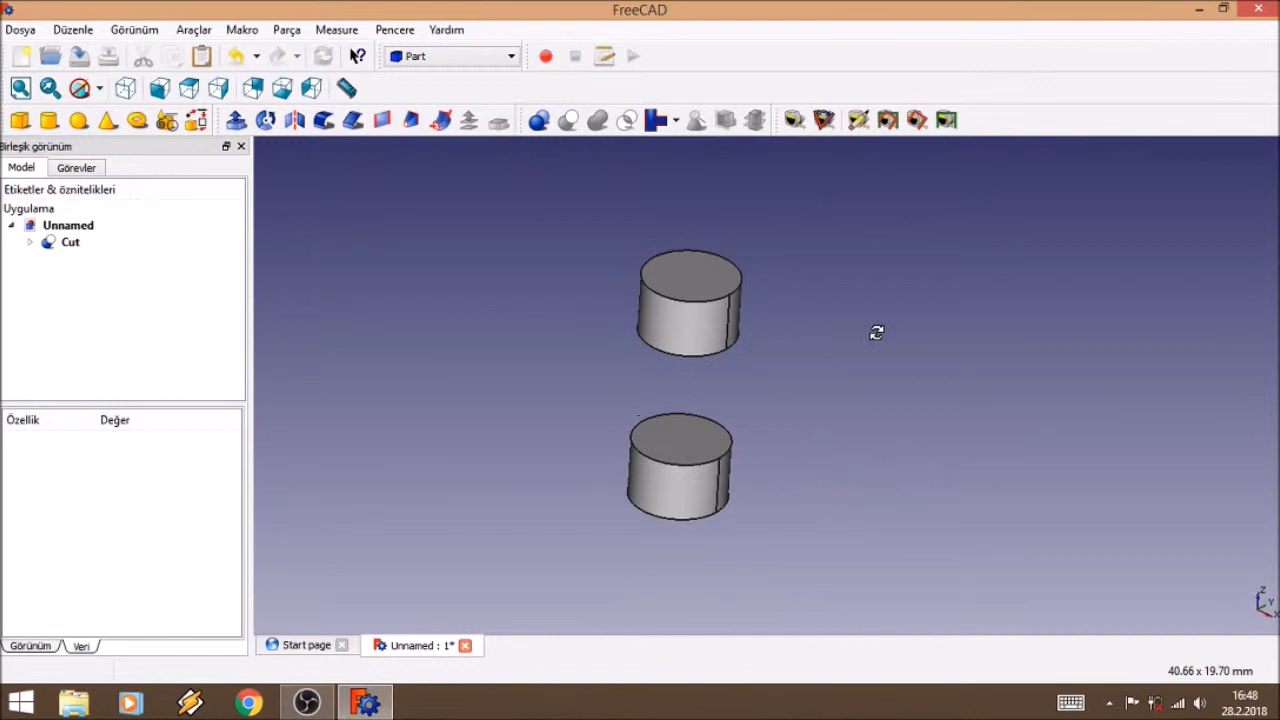 FreeCAD
Dosya Düzenle Görünüm Araçlar Makro Parça Measure Pencere Yardım
Part
Birleşik görünüm
Model Görevler
Etiketler & öznitelikleri
Uygulama
Unnamed
Cut
Özellik Değer
Görünüm Veri
Start page Unnamed : 1*
Z
Y
X
40.66 x 19.70 mm
16:48
28.2.2018